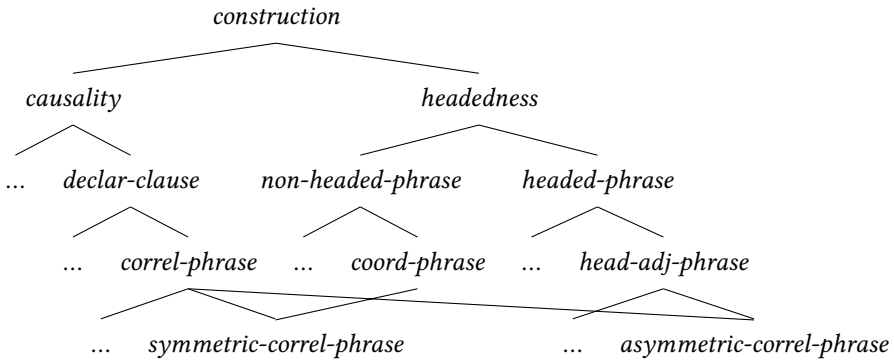 construction
causality headedness
... declar-clause non-headed-phrase headed-phrase
... correl-phrase ... coord-phrase ... head-adj-phrase
... symmetric-correl-phrase ... asymmetric-correl-phrase